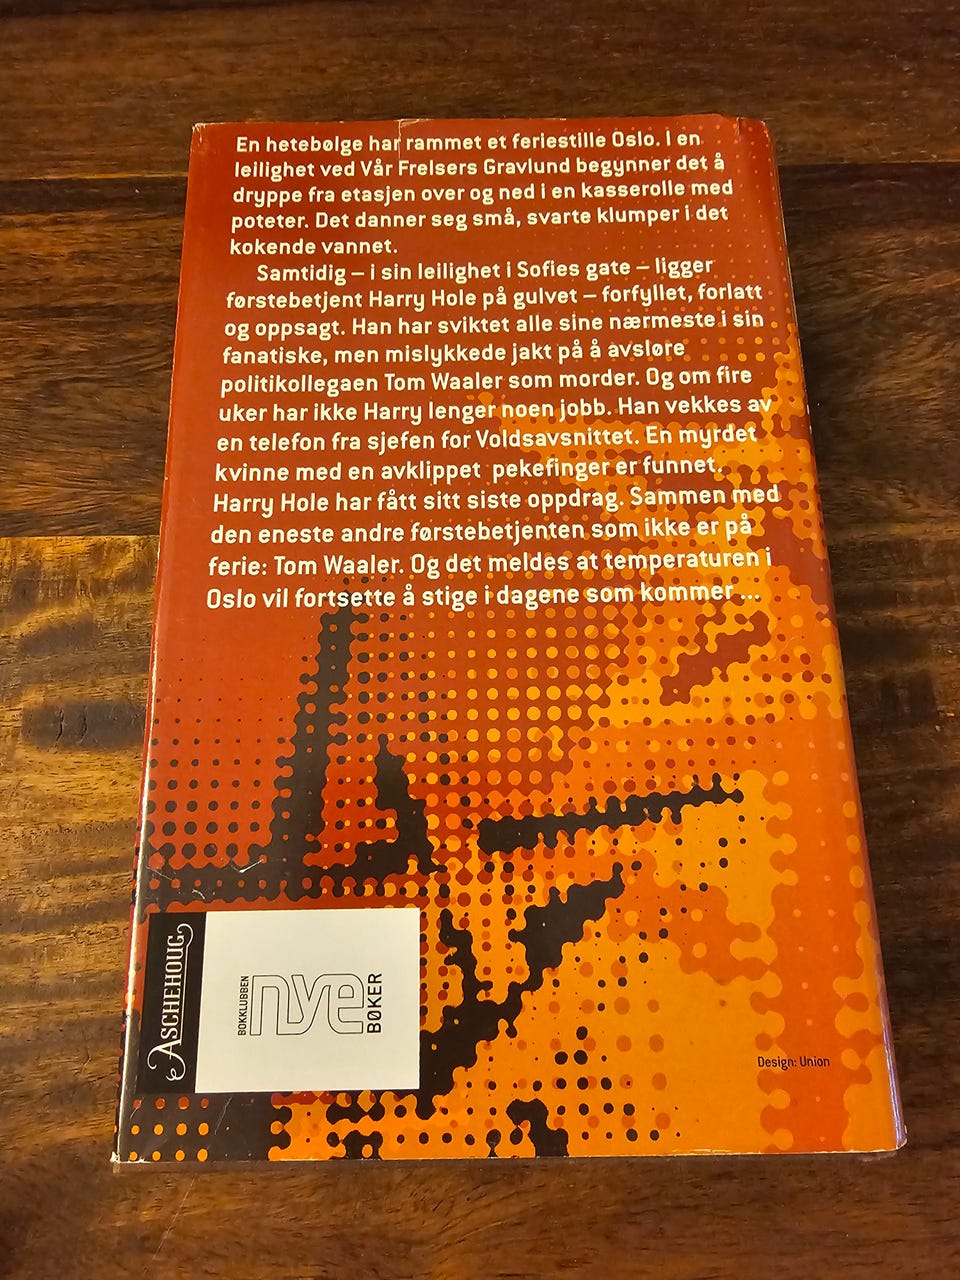 En hetebølge har rammet et feriestille Oslo. I en
leilighet ved Vår Frelsers Gravlund begynner det å
dryppe fra etasjen over og ned i en kasserolle med
poteter. Det danner seg små, svarte klumper i det
kokende vannet.
Samtidig – i sin leilighet i Sofies gate – ligger
førstebetjent Harry Hole på gulvet – forfyllet, forlatt
og oppsagt. Han har sviktet alle sine nærmeste i sin
fanatiske, men mislykkede jakt på å avsløre
politikollegaen Tom Waaler som morder. Og om fire
uker har ikke Harry lenger noen jobb. Han vekkes av
en telefon fra sjefen for Voldsavsnittet. En myrdet
kvinne med en avklippet pekefinger er funnet.
Harry Hole har fått sitt siste oppdrag. Sammen med
den eneste andre førstebetjenten som ikke er på
ferie: Tom Waaler. Og det meldes at temperaturen i
Oslo vil fortsette å stige i dagene som kommer ...
ASCHEHOUG
BOKKLUBBEN
nye
BØKER
Design: Union